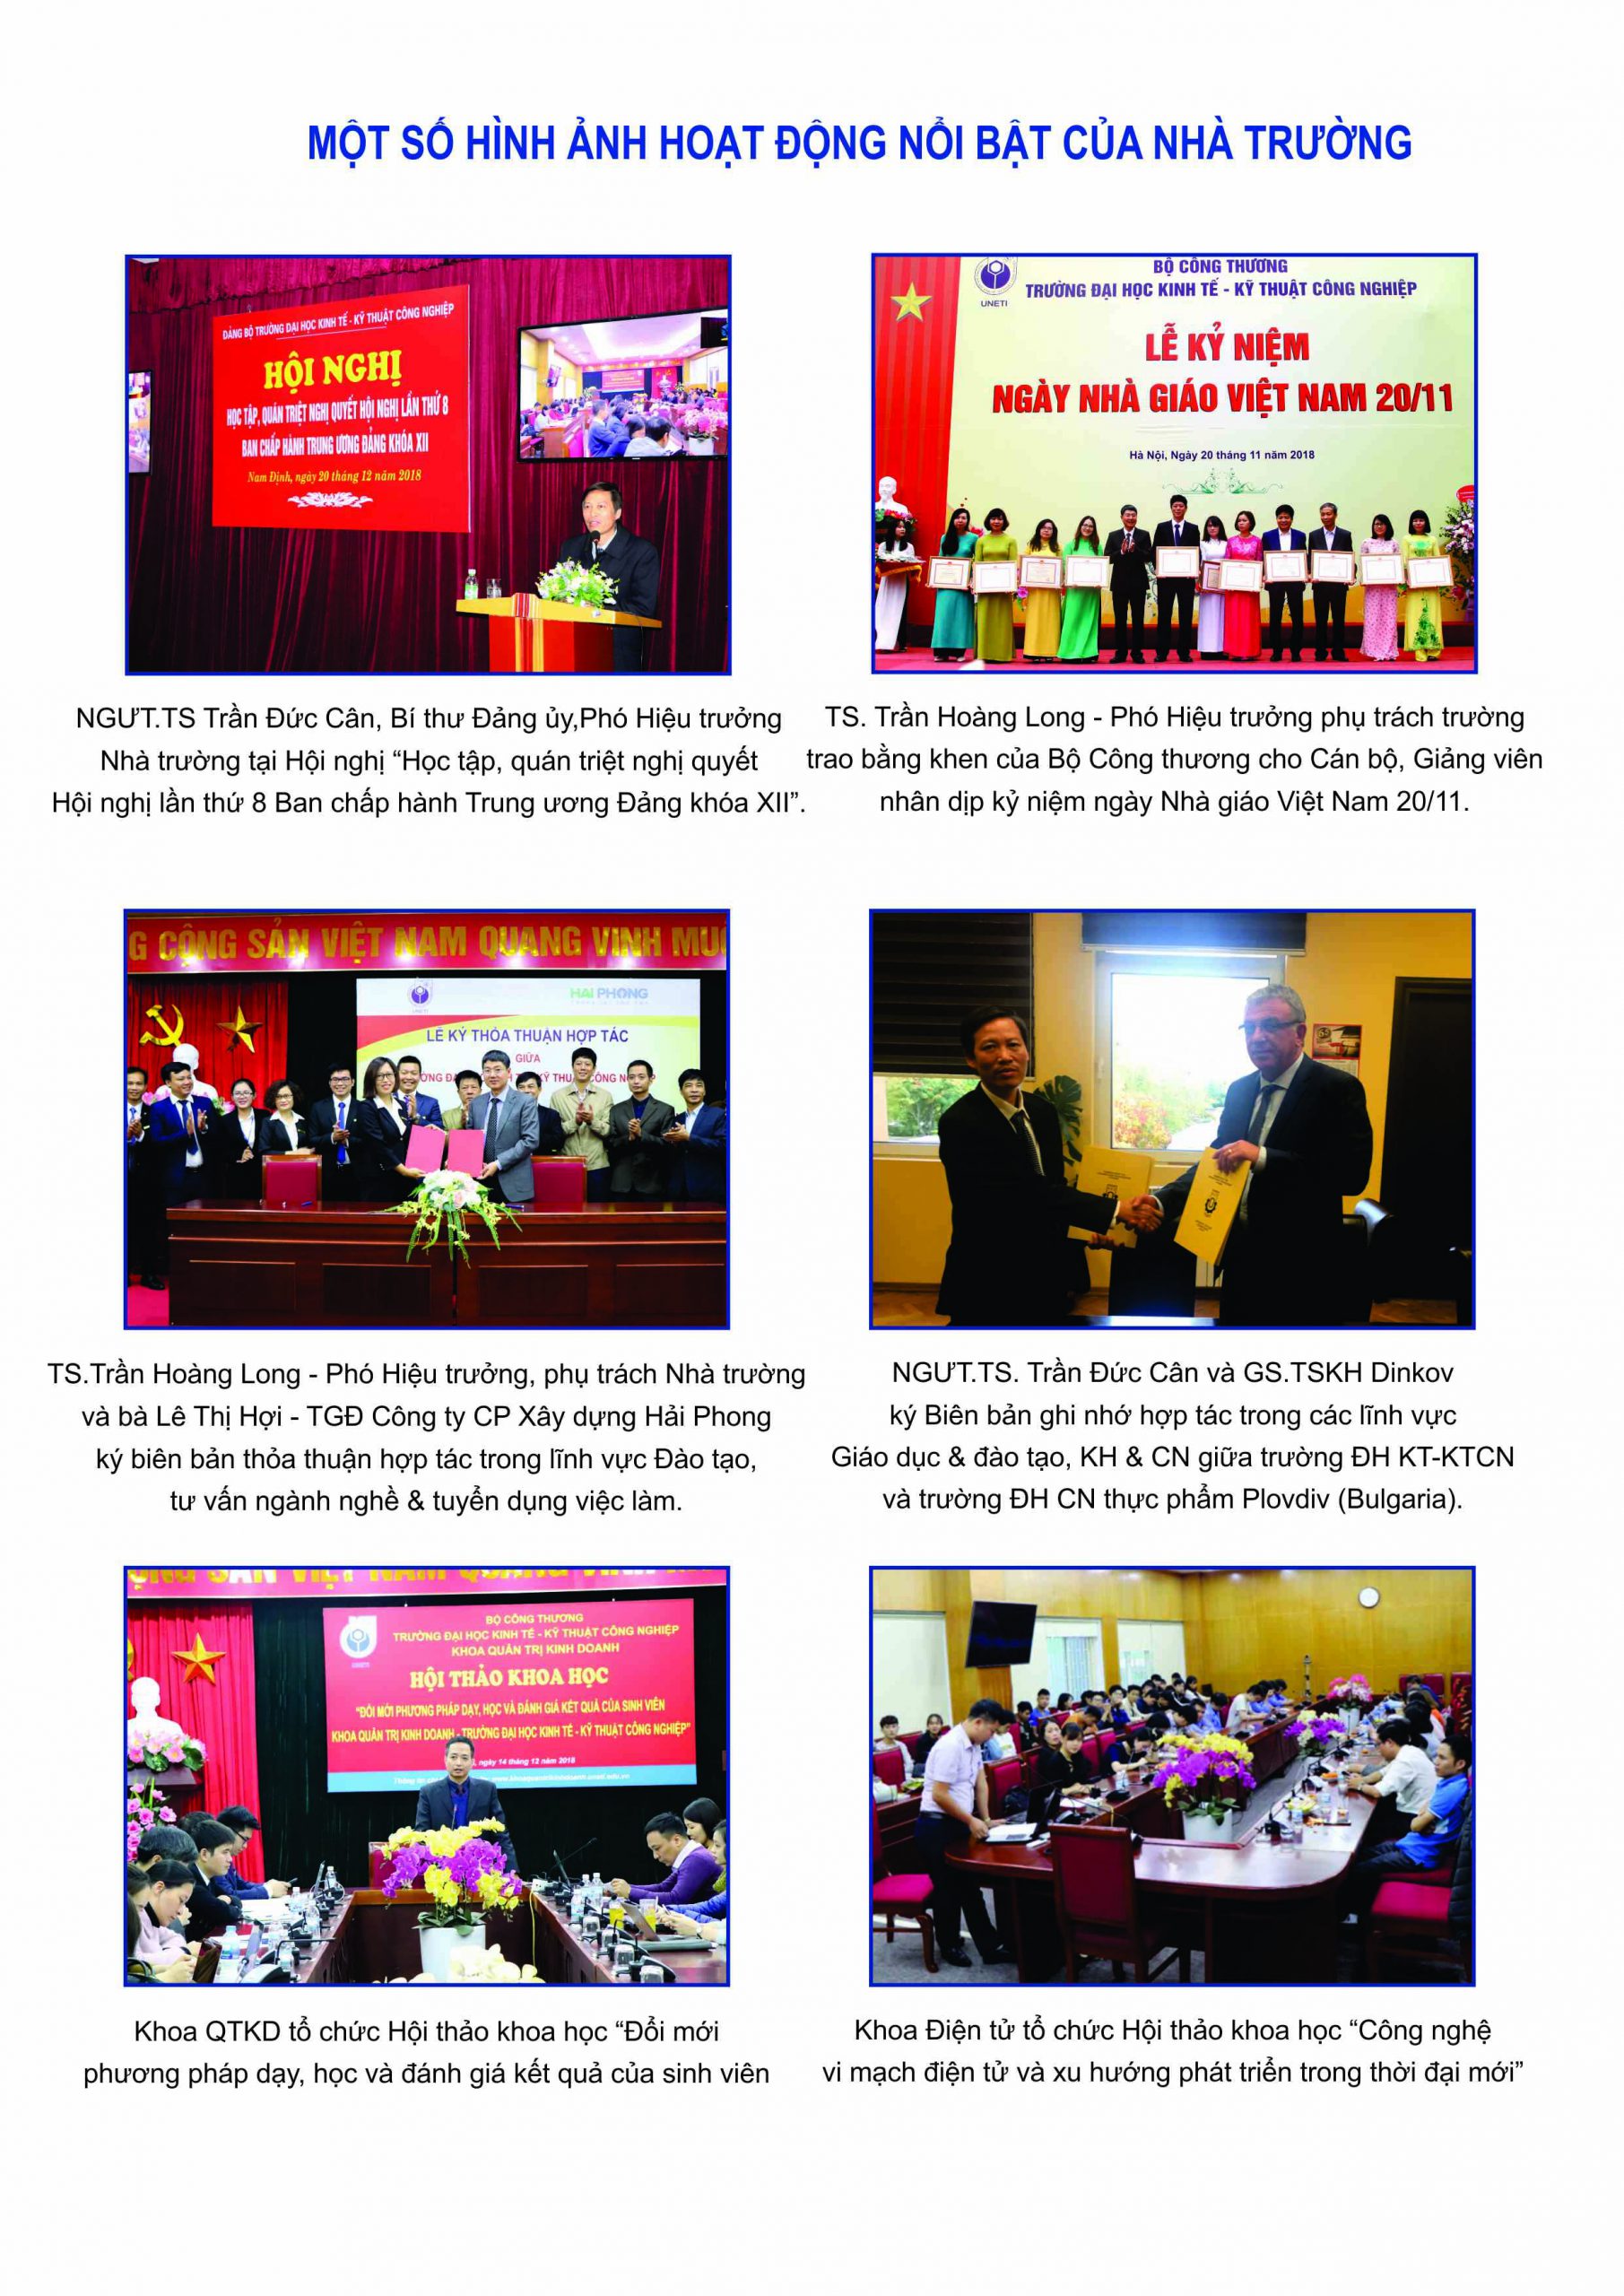 MỘT SỐ HÌNH ẢNH HOẠT ĐỘNG NỔI BẬT CỦA NHÀ TRƯỜNG
ĐẢNG BỘ TRƯỜNG ĐẠI HỌC KINH TẾ - KỸ THUẬT CÔNG NGHIỆP
HỘI NGHỊ
HỌC TẬP, QUÁN TRIỆT NGHỊ QUYẾT HỘI NGHỊ LẦN THỨ 8
BAN CHẤP HÀNH TRUNG ƯƠNG ĐẢNG KHÓA XII
Nam Định, ngày 20 tháng 12 năm 2018
BỘ CÔNG THƯƠNG
TRƯỜNG ĐẠI HỌC KINH TẾ - KỸ THUẬT CÔNG NGHIỆP
UNETI
LỄ KỶ NIỆM
NGÀY NHÀ GIÁO VIỆT NAM 20/11
Hà Nội, Ngày 20 tháng 11 năm 2018
NGƯT.TS Trần Đức Cân, Bí thư Đảng ủy,Phó Hiệu trưởng
Nhà trường tại Hội nghị “Học tập, quán triệt nghị quyết
Hội nghị lần thứ 8 Ban chấp hành Trung ương Đảng khóa XII”.
TS. Trần Hoàng Long - Phó Hiệu trưởng phụ trách trường
trao bằng khen của Bộ Công thương cho Cán bộ, Giảng viên
nhân dịp kỷ niệm ngày Nhà giáo Việt Nam 20/11.
G CỘNG SẢN VIỆT NAM QUANG VINH MU
UNETI
HAI PHONG
LỄ KÝ THỎA THUẬN HỢP TÁC
GIỮA
TS.Trần Hoàng Long - Phó Hiệu trưởng, phụ trách Nhà trường
và bà Lê Thị Hợi - TGĐ Công ty CP Xây dựng Hải Phong
ký biên bản thỏa thuận hợp tác trong lĩnh vực Đào tạo,
tư vấn ngành nghề & tuyển dụng việc làm.
NGƯT.TS. Trần Đức Cân và GS.TSKH Dinkov
ký Biên bản ghi nhớ hợp tác trong các lĩnh vực
Giáo dục & đào tạo, KH & CN giữa trường ĐH KT-KTCN
và trường ĐH CN thực phẩm Plovdiv (Bulgaria).
ỘNG SẢN VIỆT NAM QUANG VINH
BỘ CÔNG THƯƠNG
TRƯỜNG ĐẠI HỌC KINH TẾ - KỸ THUẬT CÔNG NGHIỆP
KHOA QUẢN TRỊ KINH DOANH
UNETI
HỘI THẢO KHOA HỌC
“ĐỔI MỚI PHƯƠNG PHÁP DẠY, HỌC VÀ ĐÁNH GIÁ KẾT QUẢ CỦA SINH VIÊN
KHOA QUẢN TRỊ KINH DOANH - TRƯỜNG ĐẠI HỌC KINH TẾ - KỸ THUẬT CÔNG NGHIỆP”
, ngày 14 tháng 12 năm 2018
Khoa QTKD tổ chức Hội thảo khoa học “Đổi mới
phương pháp dạy, học và đánh giá kết quả của sinh viên
Khoa Điện tử tổ chức Hội thảo khoa học “Công nghệ
vi mạch điện tử và xu hướng phát triển trong thời đại mới”